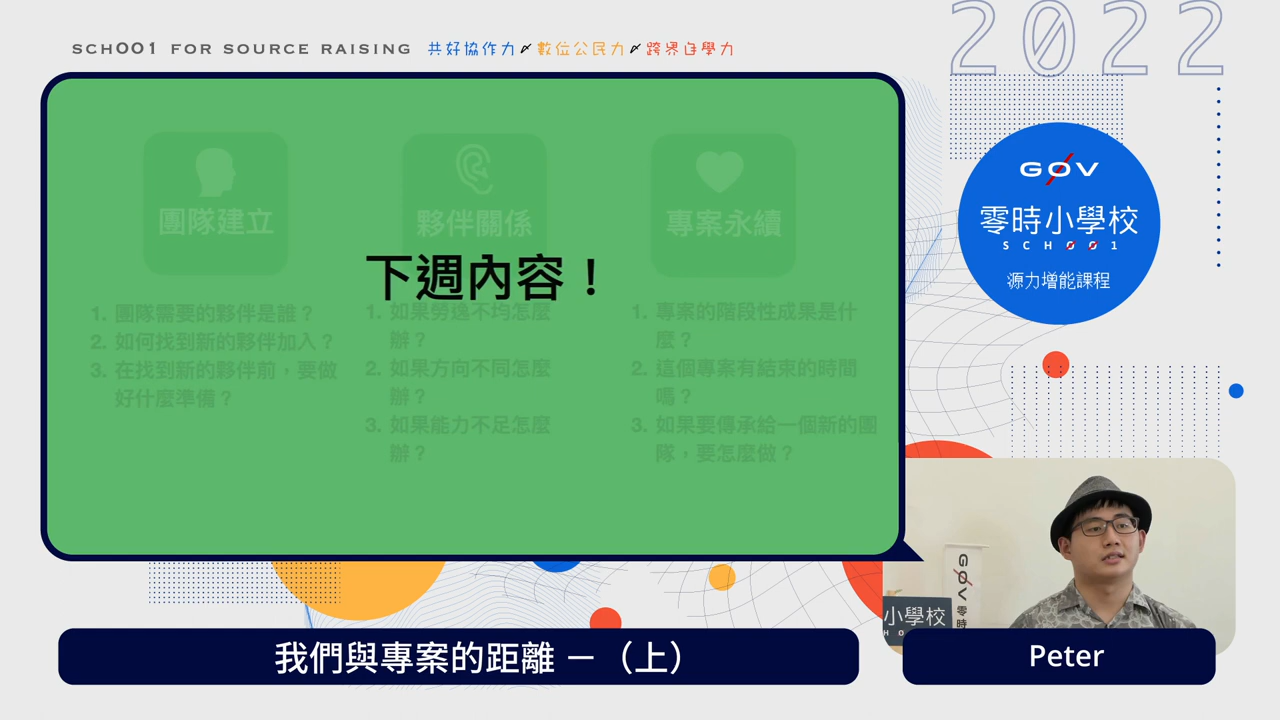 SCHOO1 FOR SOURCE RAISING 共好協作力 數位公民力 跨界自學力
2022
團隊建立
夥伴關係
專案永續
下週內容！
1. 團隊需要的夥伴是誰？
2. 如何找到新的夥伴加入？
3. 在找到新的夥伴前，要做
好什麼準備？
1. 如果勞逸不均怎麼
辦？
2. 如果方向不同怎麼
辦？
3. 如果能力不足怎麼
辦？
1. 專案的階段性成果是什
麼？
2. 這個專案有結束的時間
嗎？
3. 如果要傳承給一個新的團
隊，要怎麼做？
G0V
零時小學校
SCH001
源力增能課程
G0V 零時
小學校
我們與專案的距離 －（上）
Peter